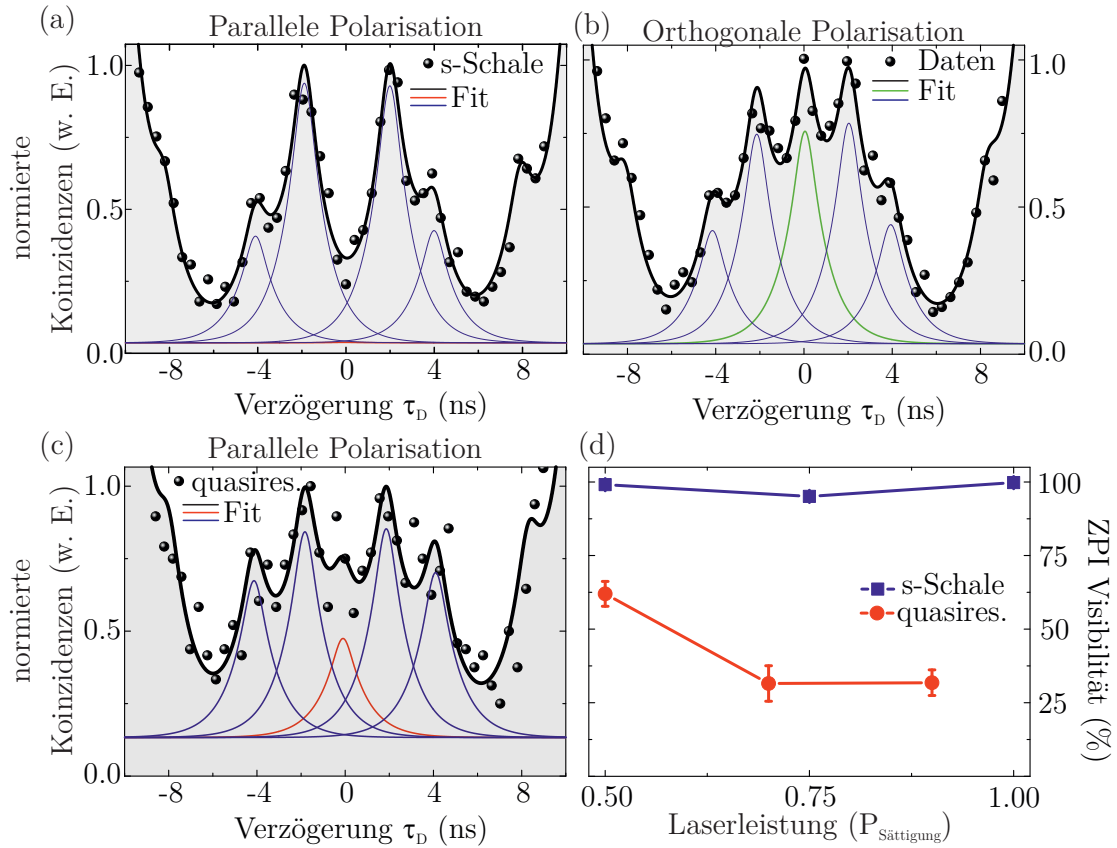 (a) Parallele Polarisation
s-Schale
Fit
normierte
Koinzidenzen (w. E.)
1.0
0.5
0.0
-8 -4 0 4 8
Verzögerung τD (ns)
(b) Orthogonale Polarisation
Daten
Fit
1.0
0.5
0.0
-8 -4 0 4 8
Verzögerung τD (ns)
(c) Parallele Polarisation
quasires.
Fit
normierte
Koinzidenzen (w. E.)
1.0
0.5
0.0
-8 -4 0 4 8
Verzögerung τD (ns)
(d)
s-Schale
quasires.
100
75
50
25
ZPI Visibilität (%)
0.50 0.75 1.00
Laserleistung (PSättigung)